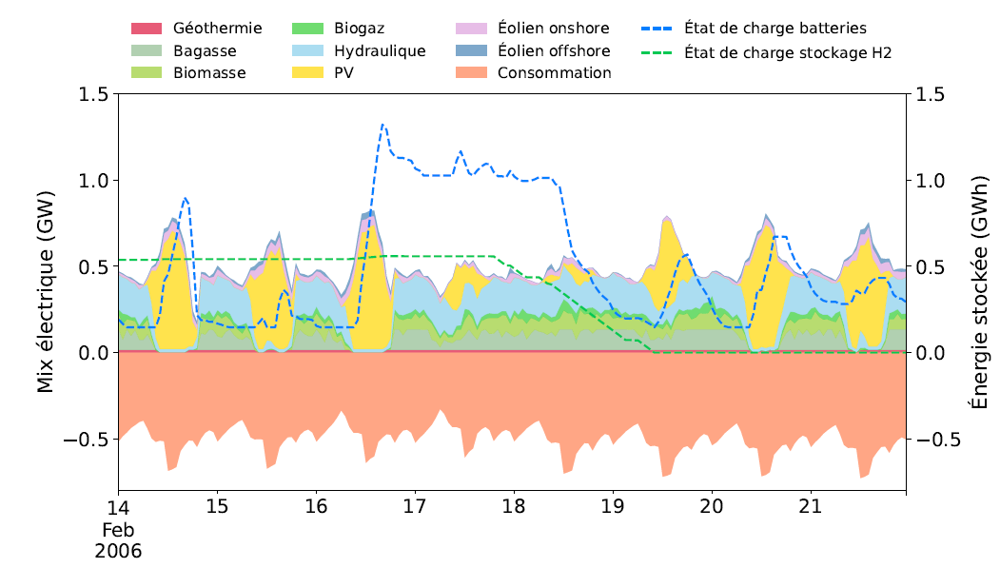 Géothermie
Bagasse
Biomasse
Biogaz
Hydraulique
PV
Éolien onshore
Éolien offshore
Consommation
État de charge batteries
État de charge stockage H2
Mix électrique (GW)
1.5
1.0
0.5
0.0
−0.5
1.5
1.0
0.5
0.0
−0.5
Énergie stockée (GWh)
14 15 16 17 18 19 20 21
Feb
2006